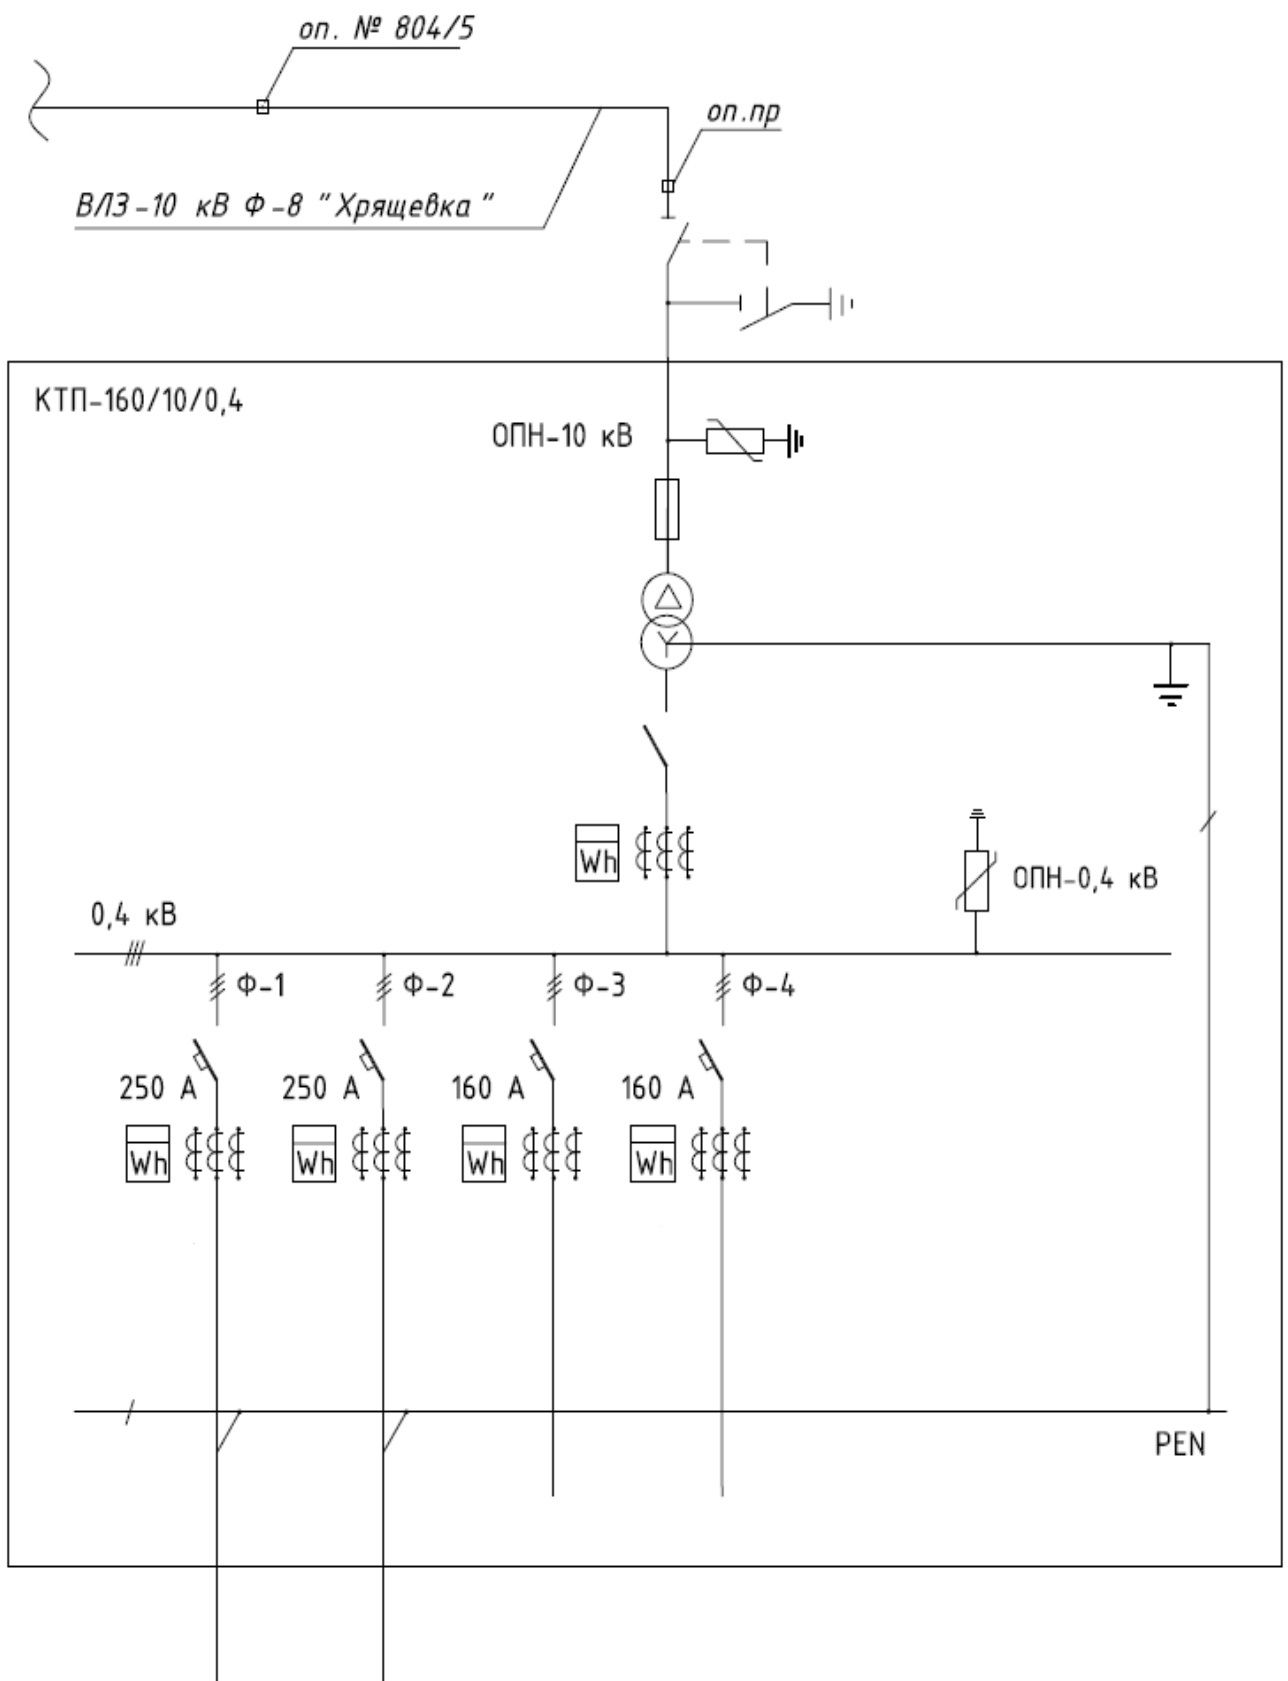 оп. № 804/5
оп.пр
ВЛЗ-10 кВ Ф-8 "Хрящевка"
КТП-160/10/0,4
ОПН-10 кВ
Wh
ОПН-0,4 кВ
0,4 кВ
Ф-1 Ф-2 Ф-3 Ф-4
250 А 250 А 160 А 160 А
Wh Wh Wh Wh
PEN